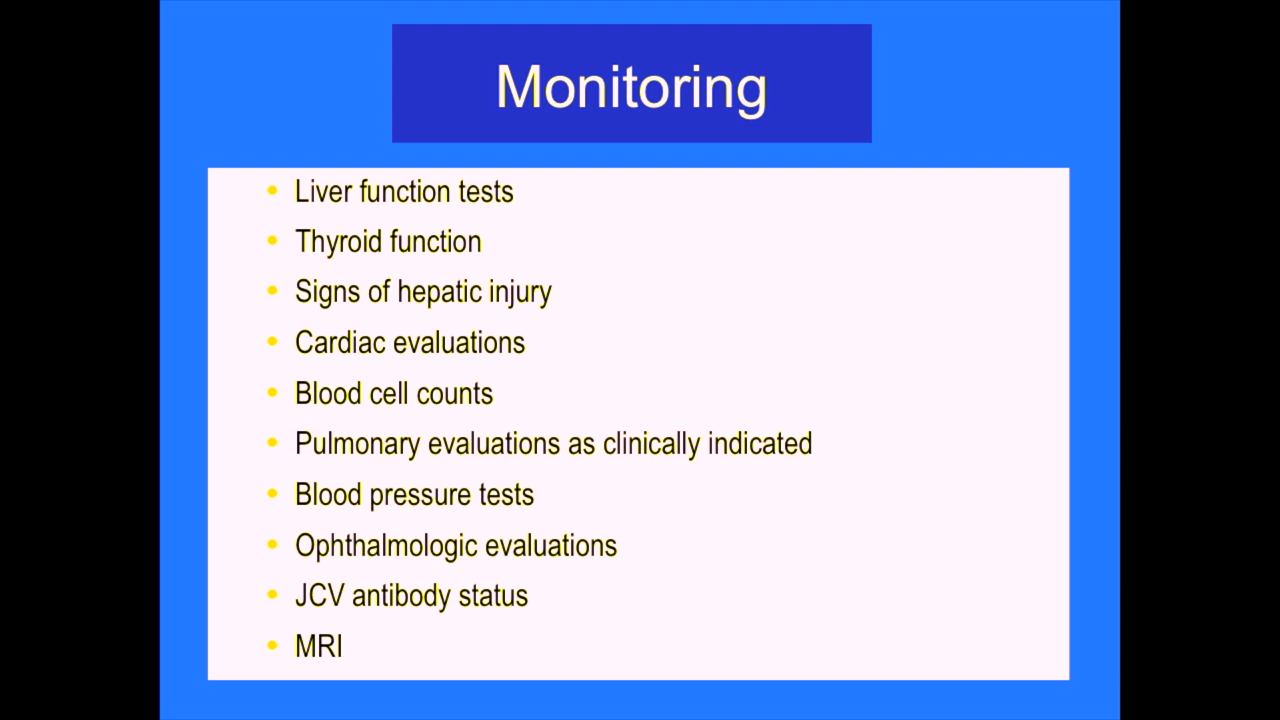 Monitoring
• Liver function tests
• Thyroid function
• Signs of hepatic injury
• Cardiac evaluations
• Blood cell counts
• Pulmonary evaluations as clinically indicated
• Blood pressure tests
• Ophthalmologic evaluations
• JCV antibody status
• MRI